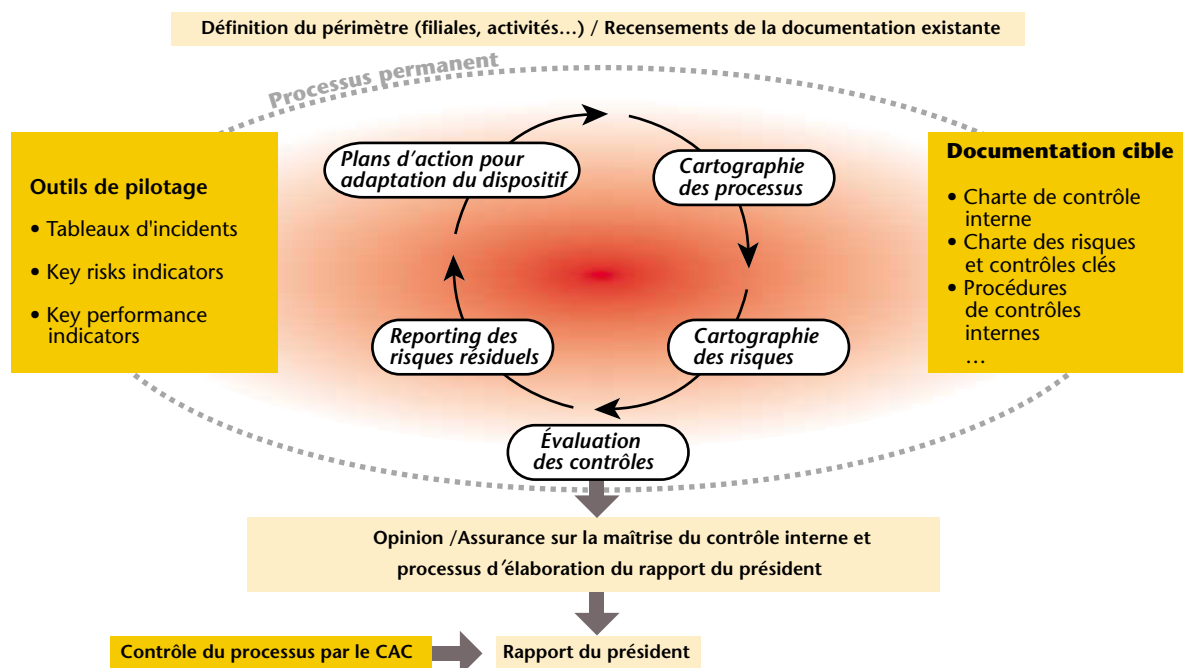 Définition du périmètre (filiales, activités…) / Recensements de la documentation existante
Processus permanent
Outils de pilotage
• Tableaux d'incidents
• Key risks indicators
• Key performance
indicators
Plans d'action pour
adaptation du dispositif
Cartographie
des processus
Reporting des
risques résiduels
Cartographie
des risques
Évaluation
des contrôles
Documentation cible
• Charte de contrôle
interne
• Charte des risques
et contrôles clés
• Procédures
de contrôles
internes
…
Opinion /Assurance sur la maîtrise du contrôle interne et
processus d'élaboration du rapport du président
Contrôle du processus par le CAC
Rapport du président